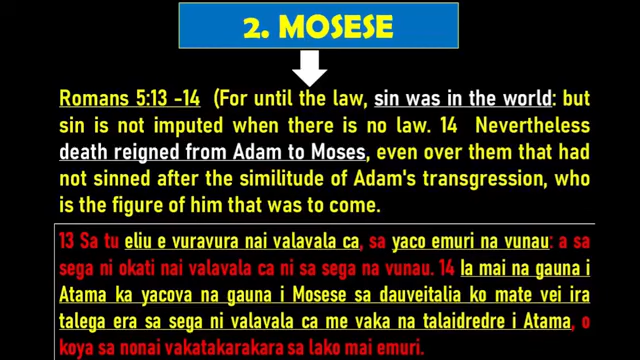 2. MOSESE
Romans 5:13 -14 (For until the law, sin was in the world: but
sin is not imputed when there is no law. 14 Nevertheless
death reigned from Adam to Moses, even over them that had
not sinned after the similitude of Adam's transgression, who
is the figure of him that was to come.
13 Sa tu eliu e vuravura nai valavala ca, sa yaco emuri na vunau: a sa
sega ni okati nai valavala ca ni sa sega na vunau. 14 Ia mai na gauna i
Atama ka yacova na gauna i Mosese sa dauveitalia ko mate vei ira
talega era sa sega ni valavala ca me vaka na talaidredre i Atama, o
koya sa nonai vakatakarakara sa lako mai emuri.